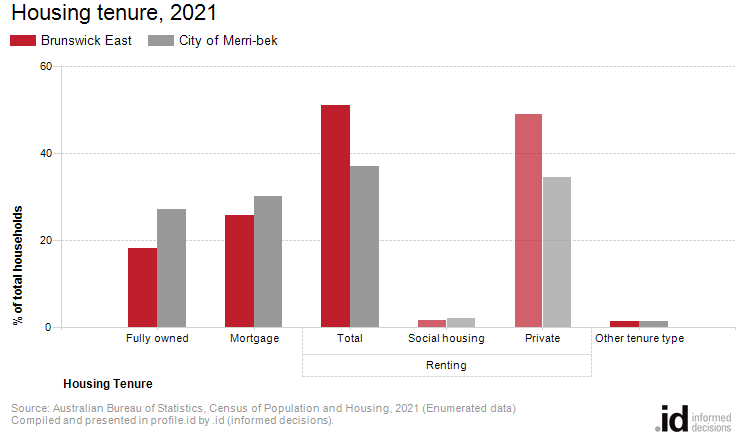 Housing tenure, 2021
Brunswick East
City of Merri-bek
60
40
20
0
% of total households
Fully owned
Mortgage
Total
Social housing
Private
Other tenure type
Renting
Housing Tenure
Source: Australian Bureau of Statistics, Census of Population and Housing, 2021 (Enumerated data)
Compiled and presented in profile.id by .id (informed decisions).
.id informed
decisions